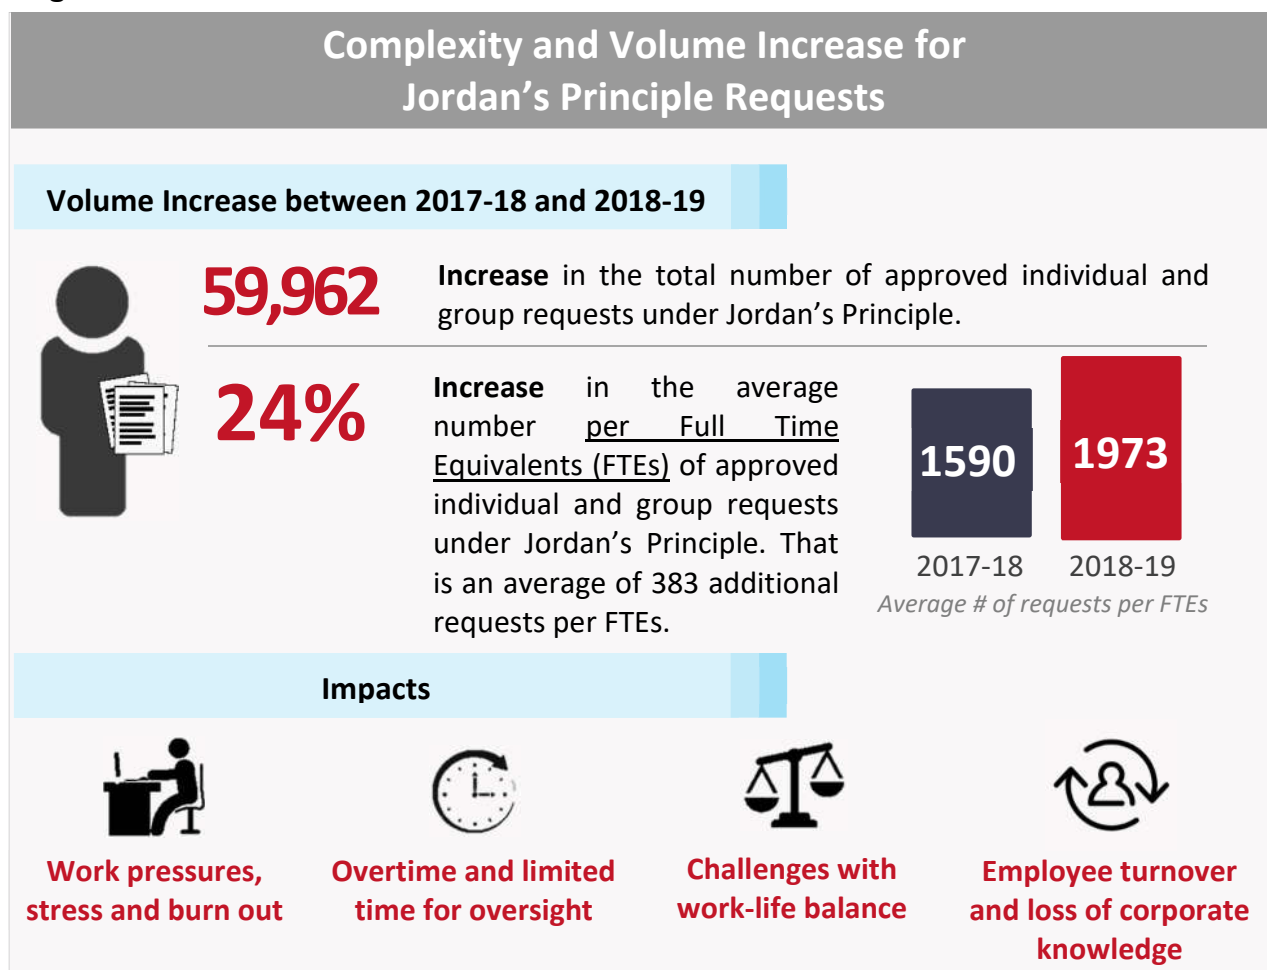 Complexity and Volume Increase for
Jordan’s Principle Requests
Volume Increase between 2017-18 and 2018-19
59,962
Increase in the total number of approved individual and
group requests under Jordan’s Principle.
24%
Increase in the average
number per Full Time
Equivalents (FTEs) of approved
individual and group requests
under Jordan’s Principle. That
is an average of 383 additional
requests per FTEs.
1590
1973
2017-18
2018-19
Average # of requests per FTEs
Impacts
Work pressures,
stress and burn out
Overtime and limited
time for oversight
Challenges with
work-life balance
Employee turnover
and loss of corporate
knowledge